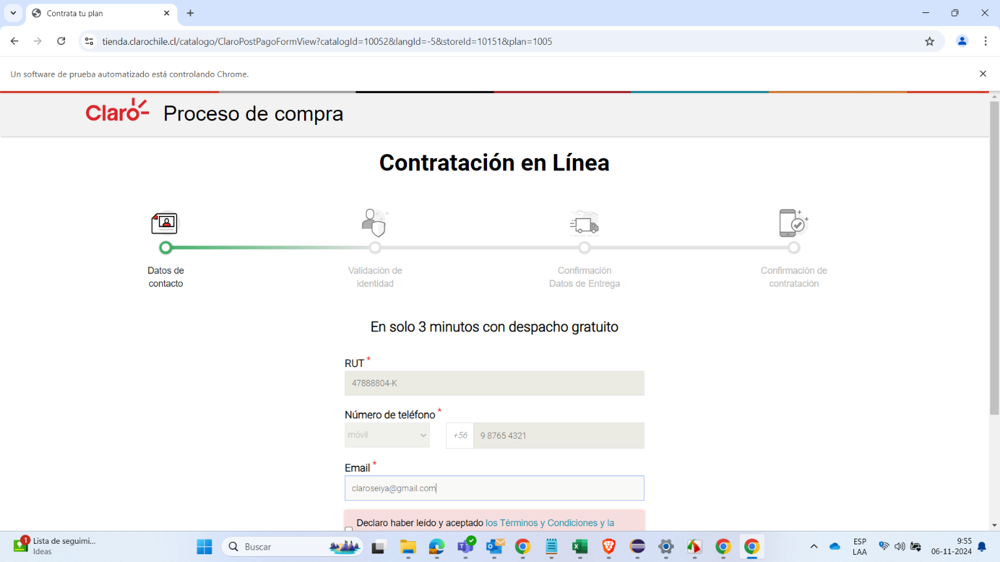 Contrata tu plan
tienda.clarochile.cl/catalogo/ClaroPostPagoFormView?catalogId=10052&langId=-5&storeId=10151&plan=1005
Un software de prueba automatizado está controlando Chrome.
Claro Proceso de compra
Contratación en Línea
Datos de
contacto
Validación de
identidad
Confirmación
Datos de Entrega
Confirmación de
contratación
En solo 3 minutos con despacho gratuito
RUT *
47888804-K
Número de teléfono *
móvil +56 9 8765 4321
Email *
claroseiya@gmail.com
Declaro haber leído y aceptado los Términos y Condiciones y la
1
Lista de seguimi...
Ideas
Buscar
ESP
LAA
9:55
06-11-2024